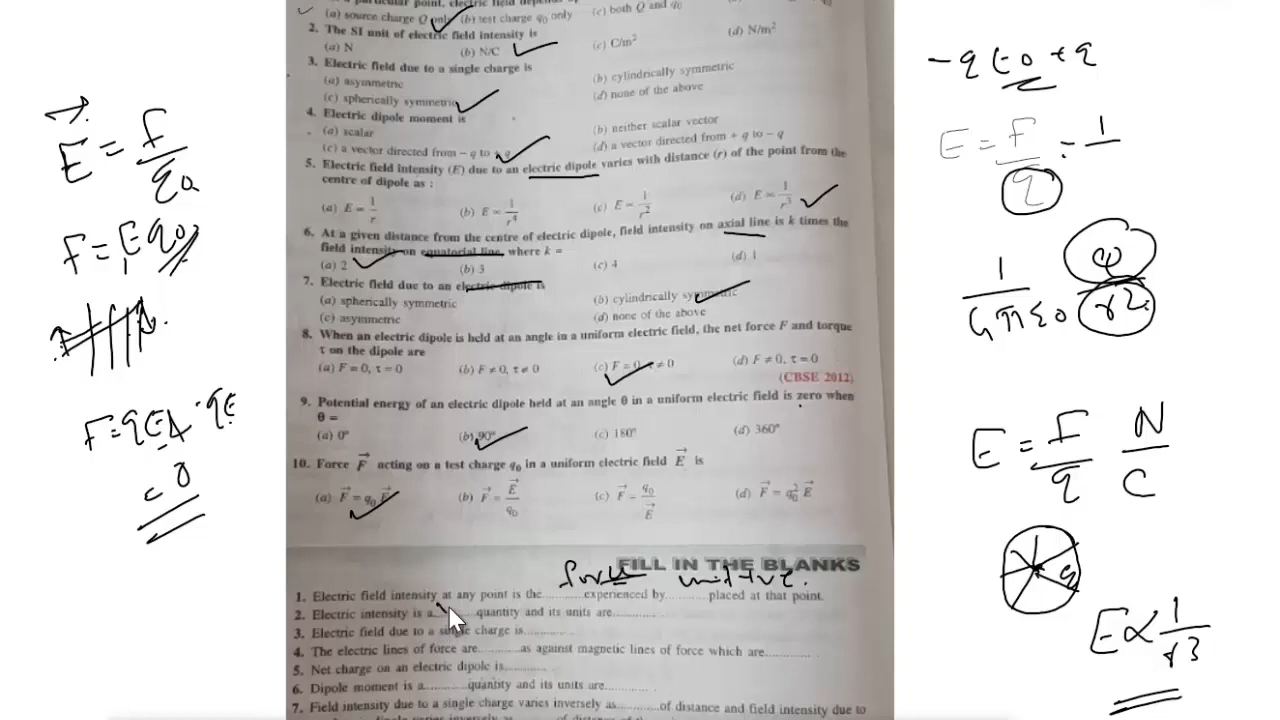 (a) source charge Q only (b) test charge q₀ only (c) both Q and q₀
2. The SI unit of electric field intensity is
(a) N (b) N/C (c) C/m² (d) N/m²
3. Electric field due to a single charge is
(a) asymmetric (b) cylindrically symmetric
(c) spherically symmetric (d) none of the above
4. Electric dipole moment is
(a) scalar (b) neither scalar vector
(c) a vector directed from − q to + q (d) a vector directed from + q to − q
5. Electric field intensity (E) due to an electric dipole varies with distance (r) of the point from the
centre of dipole as :
(a) E = 1/r (b) E ∝ 1/r⁴ (c) E = 1/r² (d) E ∝ 1/r³
6. At a given distance from the centre of electric dipole, field intensity on axial line is k times the
field intensity on equatorial line, where k =
(a) 2 (b) 3 (c) 4 (d) 1
7. Electric field due to an electric dipole is
(a) spherically symmetric (b) cylindrically symmetric
(c) asymmetric (d) none of the above
8. When an electric dipole is held at an angle in a uniform electric field, the net force F and torque
τ on the dipole are
(a) F = 0, τ = 0 (b) F ≠ 0, τ ≠ 0 (c) F = 0, τ ≠ 0 (d) F ≠ 0, τ = 0
(CBSE 2012)
9. Potential energy of an electric dipole held at an angle θ in a uniform electric field is zero when
θ =
(a) 0° (b) 90° (c) 180° (d) 360°
10. Force F⃗ acting on a test charge q₀ in a uniform electric field E⃗ is
(a) F⃗ = q₀ E⃗ (b) F⃗ = E⃗/q₀ (c) F⃗ = q₀/E⃗ (d) F⃗ = q₀² E⃗
FILL IN THE BLANKS
force unit +ve.
1. Electric field intensity at any point is the ..........experienced by..........placed at that point.
2. Electric intensity is a..........quantity and its units are...........
3. Electric field due to a single charge is...........
4. The electric lines of force are..........as against magnetic lines of force which are.............
5. Net charge on an electric dipole is...........
6. Dipole moment is a...........quantity and its units are............
7. Field intensity due to a single charge varies inversely as...........of distance and field intensity due to
E⃗ = F/q₀
F = Eq₀
= 0
E = F/q
1/4πε₀ q/r²
E = F/q N/C
E ∝ 1/r3